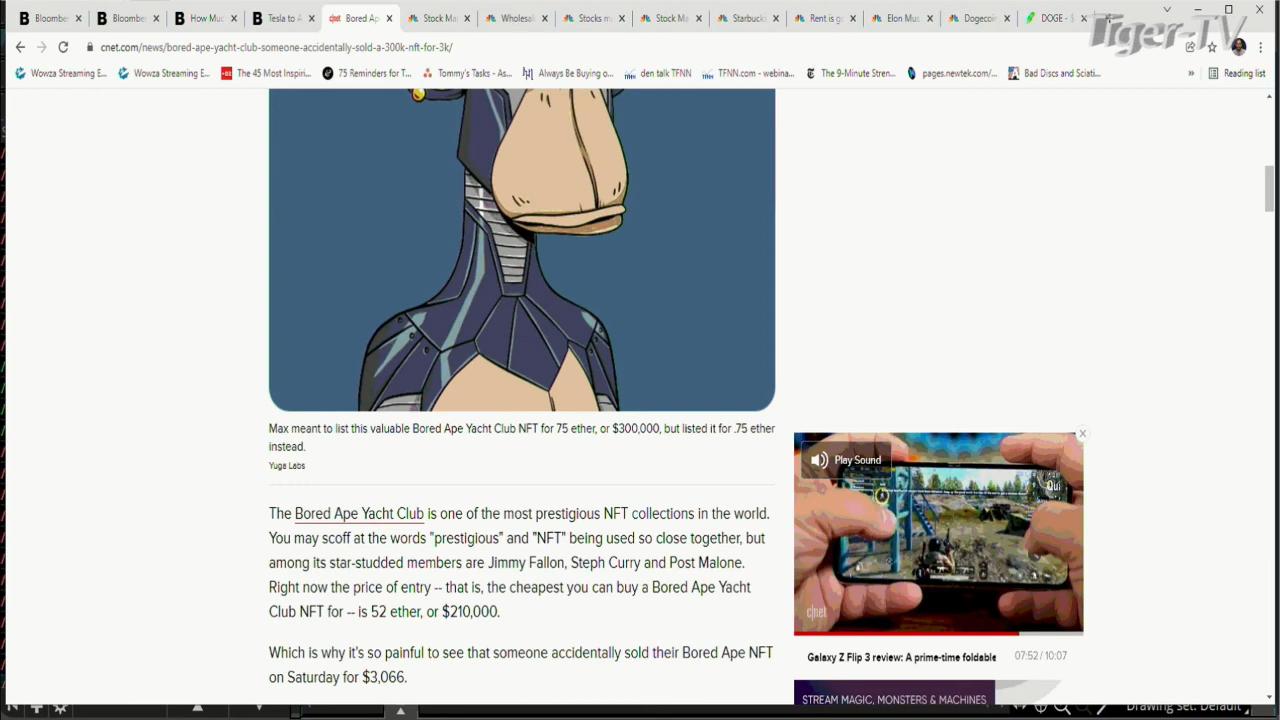 Bloomber
Bloomber
How Muc
Tesla to A
Bored Ap
Stock Ma
Wholesal
Stocks m
Stock Ma
Starbucks
Rent is g
Elon Mus
Dogecoin
DOGE - $
Tiger-TV
cnet.com/news/bored-ape-yacht-club-someone-accidentally-sold-a-300k-nft-for-3k/
Wowza Streaming E...
Wowza Streaming E...
The 45 Most Inspiri...
75 Reminders for T...
Tommy's Tasks - As...
Always Be Buying o...
den talk TFNN
TFNN.com - webina...
The 9-Minute Stren...
pages.newtek.com/...
Bad Discs and Sciati...
»
Reading list
Max meant to list this valuable Bored Ape Yacht Club NFT for 75 ether, or $300,000, but listed it for .75 ether
instead.
Yuga Labs
The Bored Ape Yacht Club is one of the most prestigious NFT collections in the world.
You may scoff at the words "prestigious" and "NFT" being used so close together, but
among its star-studded members are Jimmy Fallon, Steph Curry and Post Malone.
Right now the price of entry -- that is, the cheapest you can buy a Bored Ape Yacht
Club NFT for -- is 52 ether, or $210,000.
Which is why it's so painful to see that someone accidentally sold their Bored Ape NFT
on Saturday for $3,066.
Play Sound
Qui
c|net
Galaxy Z Flip 3 review: A prime-time foldable
07:52 / 10:07
STREAM MAGIC, MONSTERS & MACHINES
Drawing set: Default